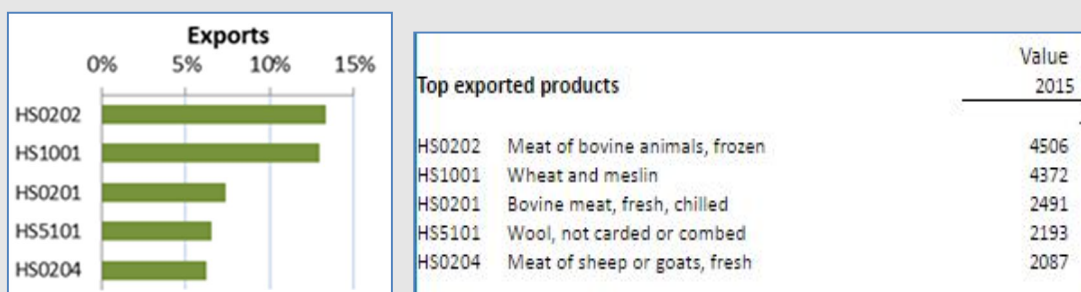 Exports
0% 5% 10% 15%
HS0202
HS1001
HS0201
HS5101
HS0204
Value
Top exported products 2015
HS0202 Meat of bovine animals, frozen 4506
HS1001 Wheat and meslin 4372
HS0201 Bovine meat, fresh, chilled 2491
HS5101 Wool, not carded or combed 2193
HS0204 Meat of sheep or goats, fresh 2087